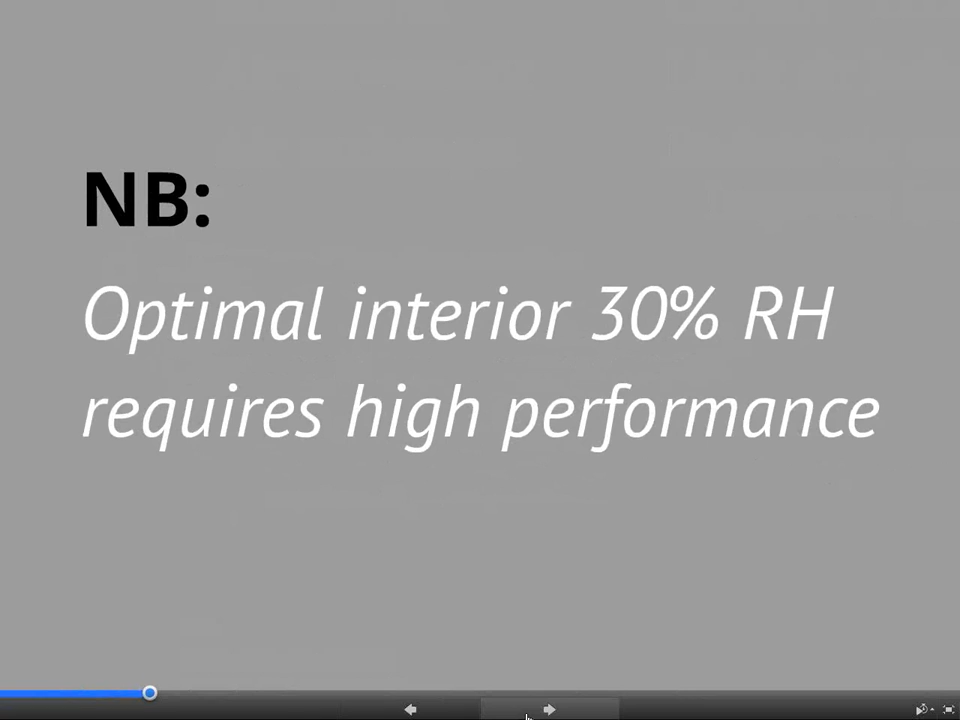 NB:
Optimal interior 30% RH
requires high performance